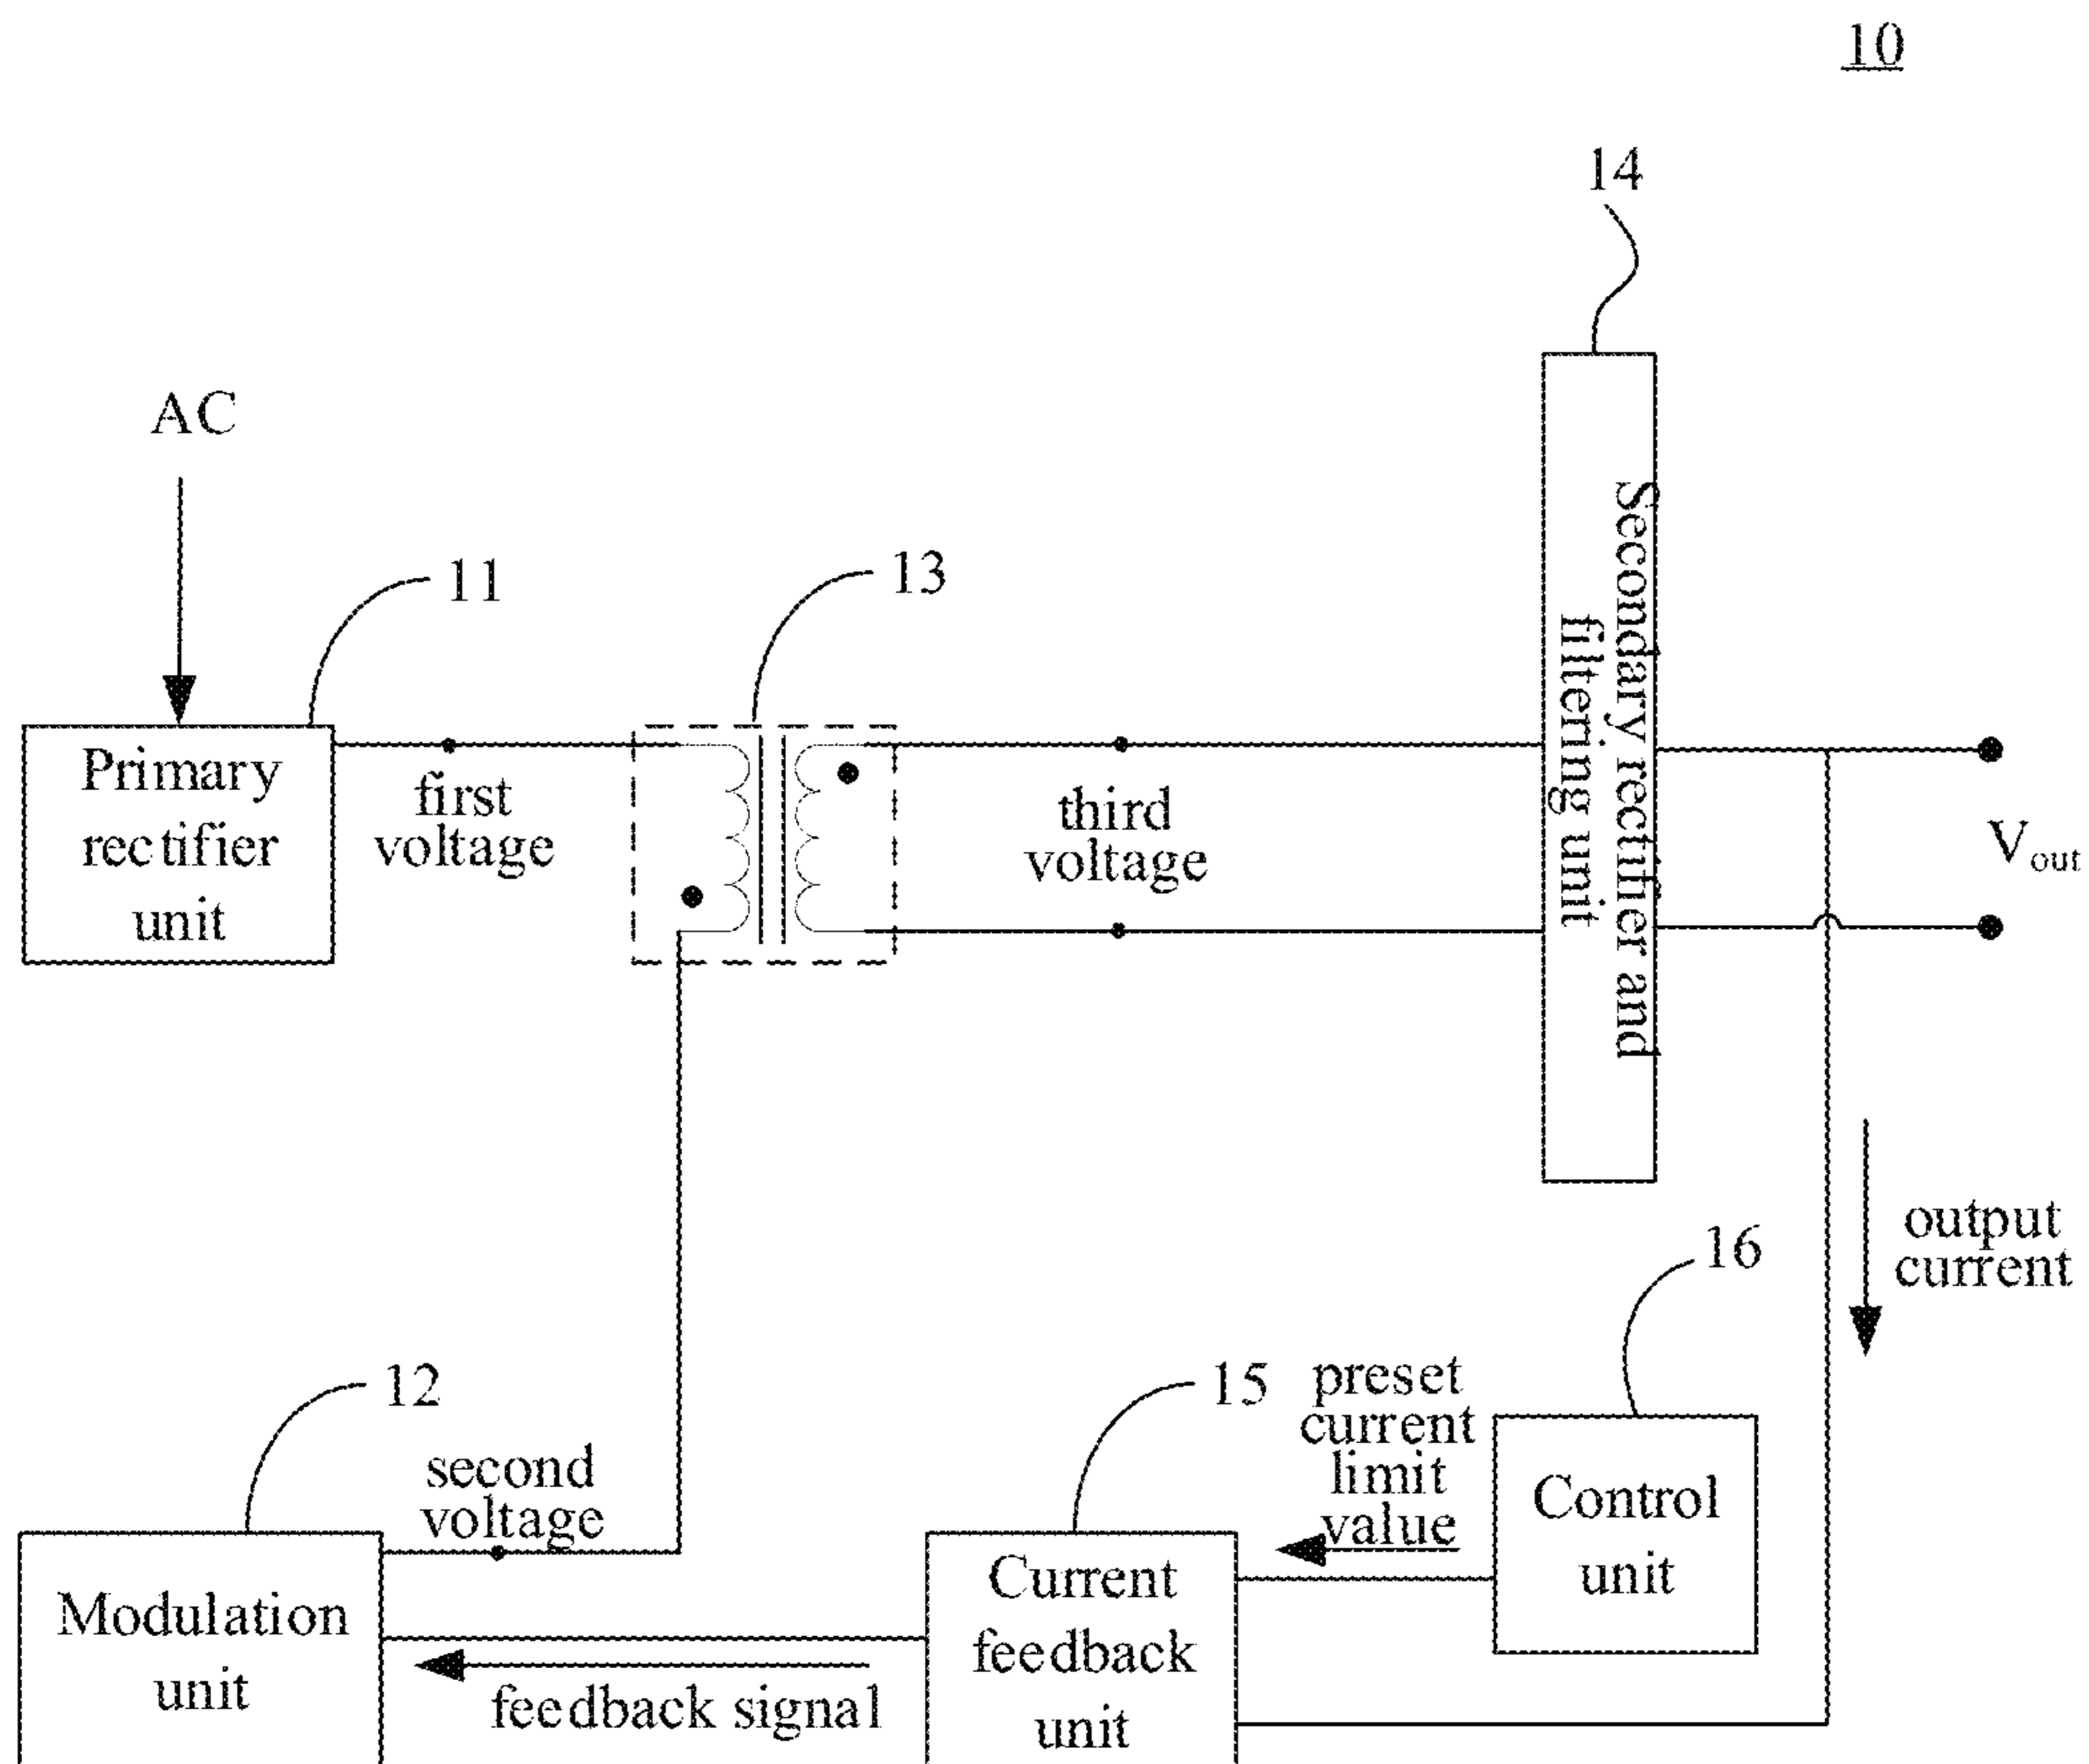 10
14
AC
11
13
Primary
rectifier
unit
first
voltage
third
voltage
Secondary rectifier and
filtering unit
Vout
output
current
16
12
15
preset
current
limit
value
second
voltage
Control
unit
Modulation
unit
Current
feedback
unit
feedback signal